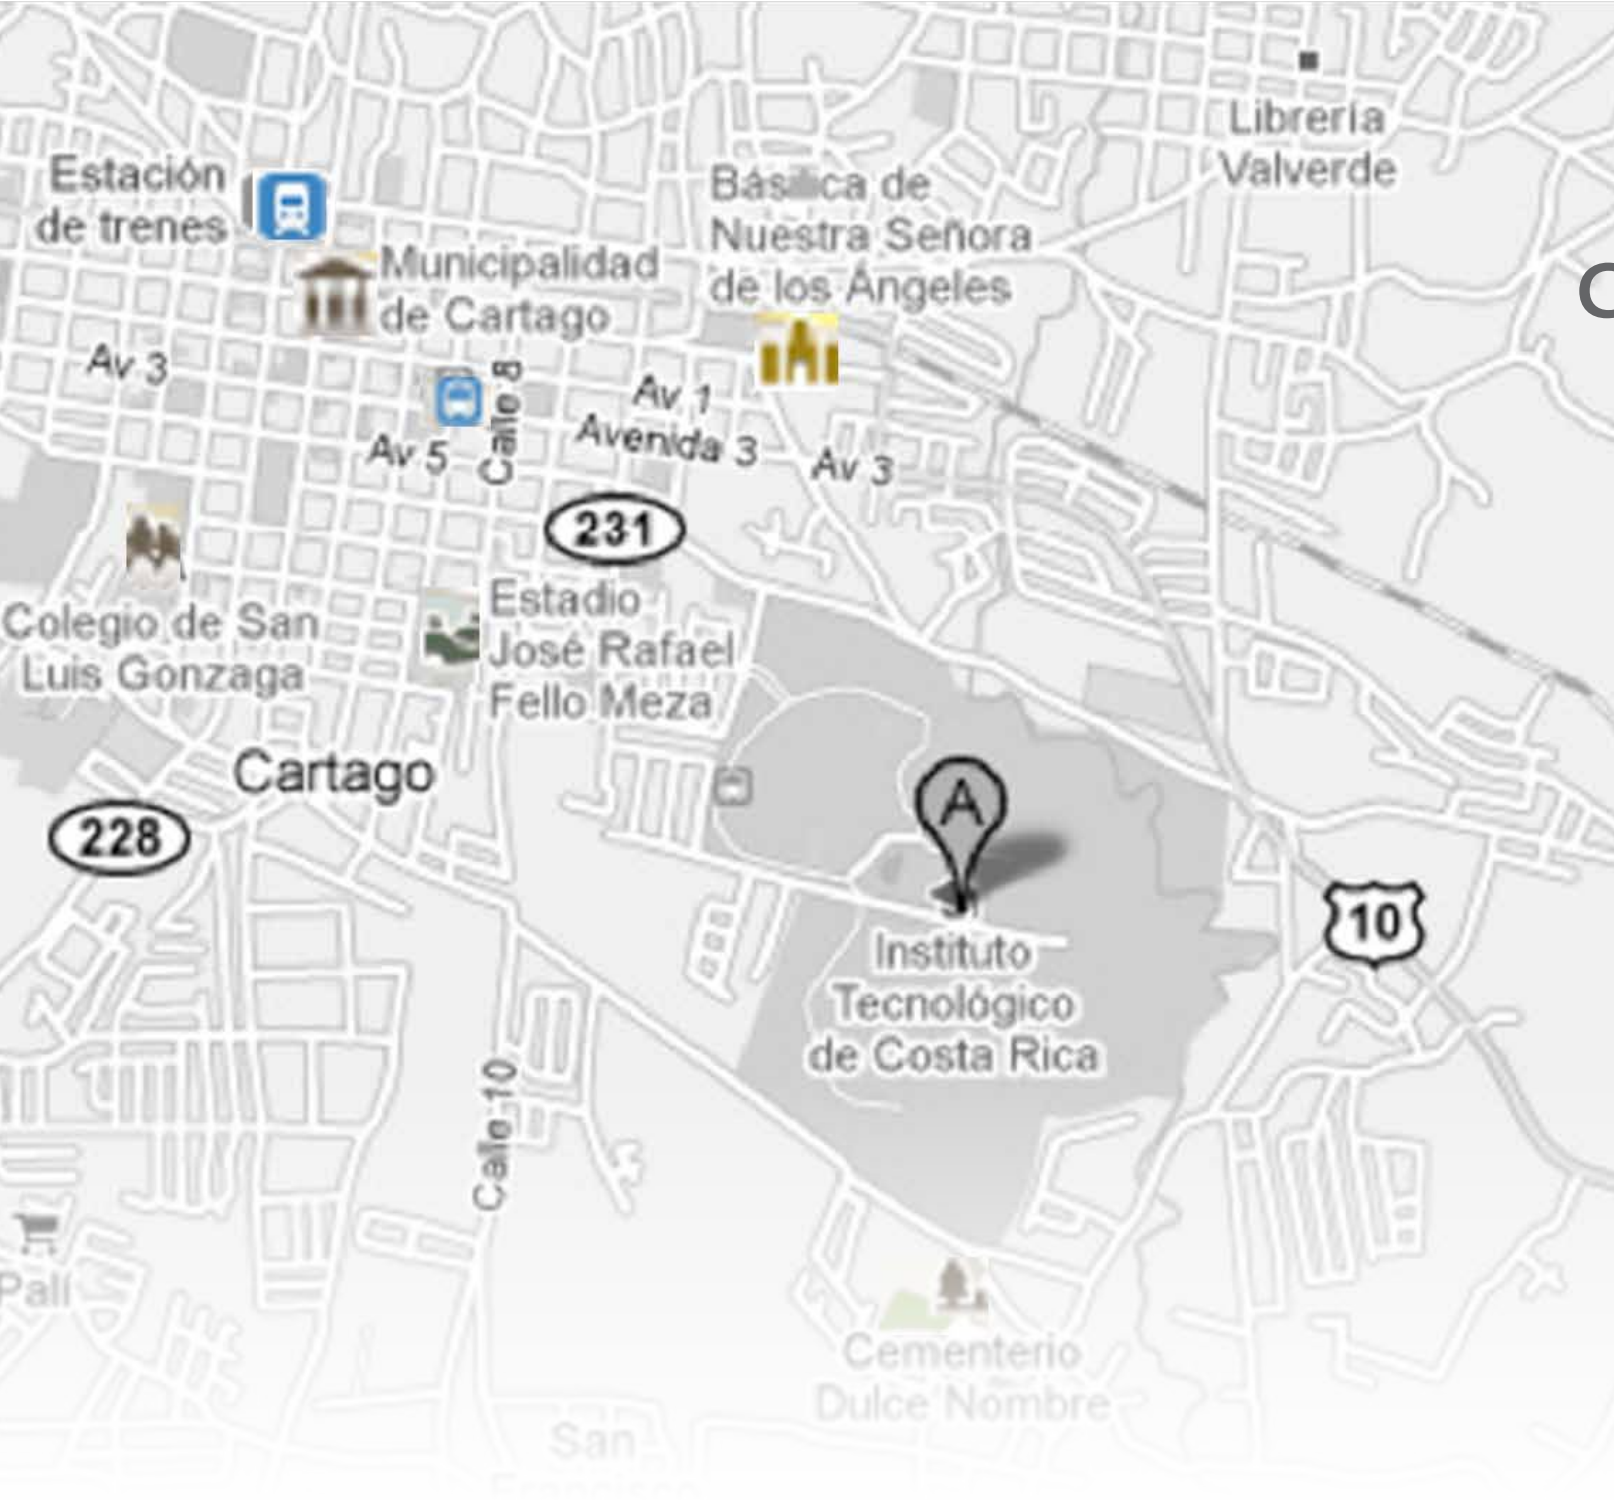 Librería
Valverde
Estación
de trenes
Básilica de
Nuestra Señora
de los Ángeles
Municipalidad
de Cartago
C
Av 3
Calle 8
Av 1
Avenida 3
Av 5
Av 3
231
Colegio de San
Luis Gonzaga
Estadio
José Rafael
Fello Meza
Cartago
228
A
10
Instituto
Tecnológico
de Costa Rica
Calle 10
Palí
Cementerio
Dulce Nombre
San
Francisco